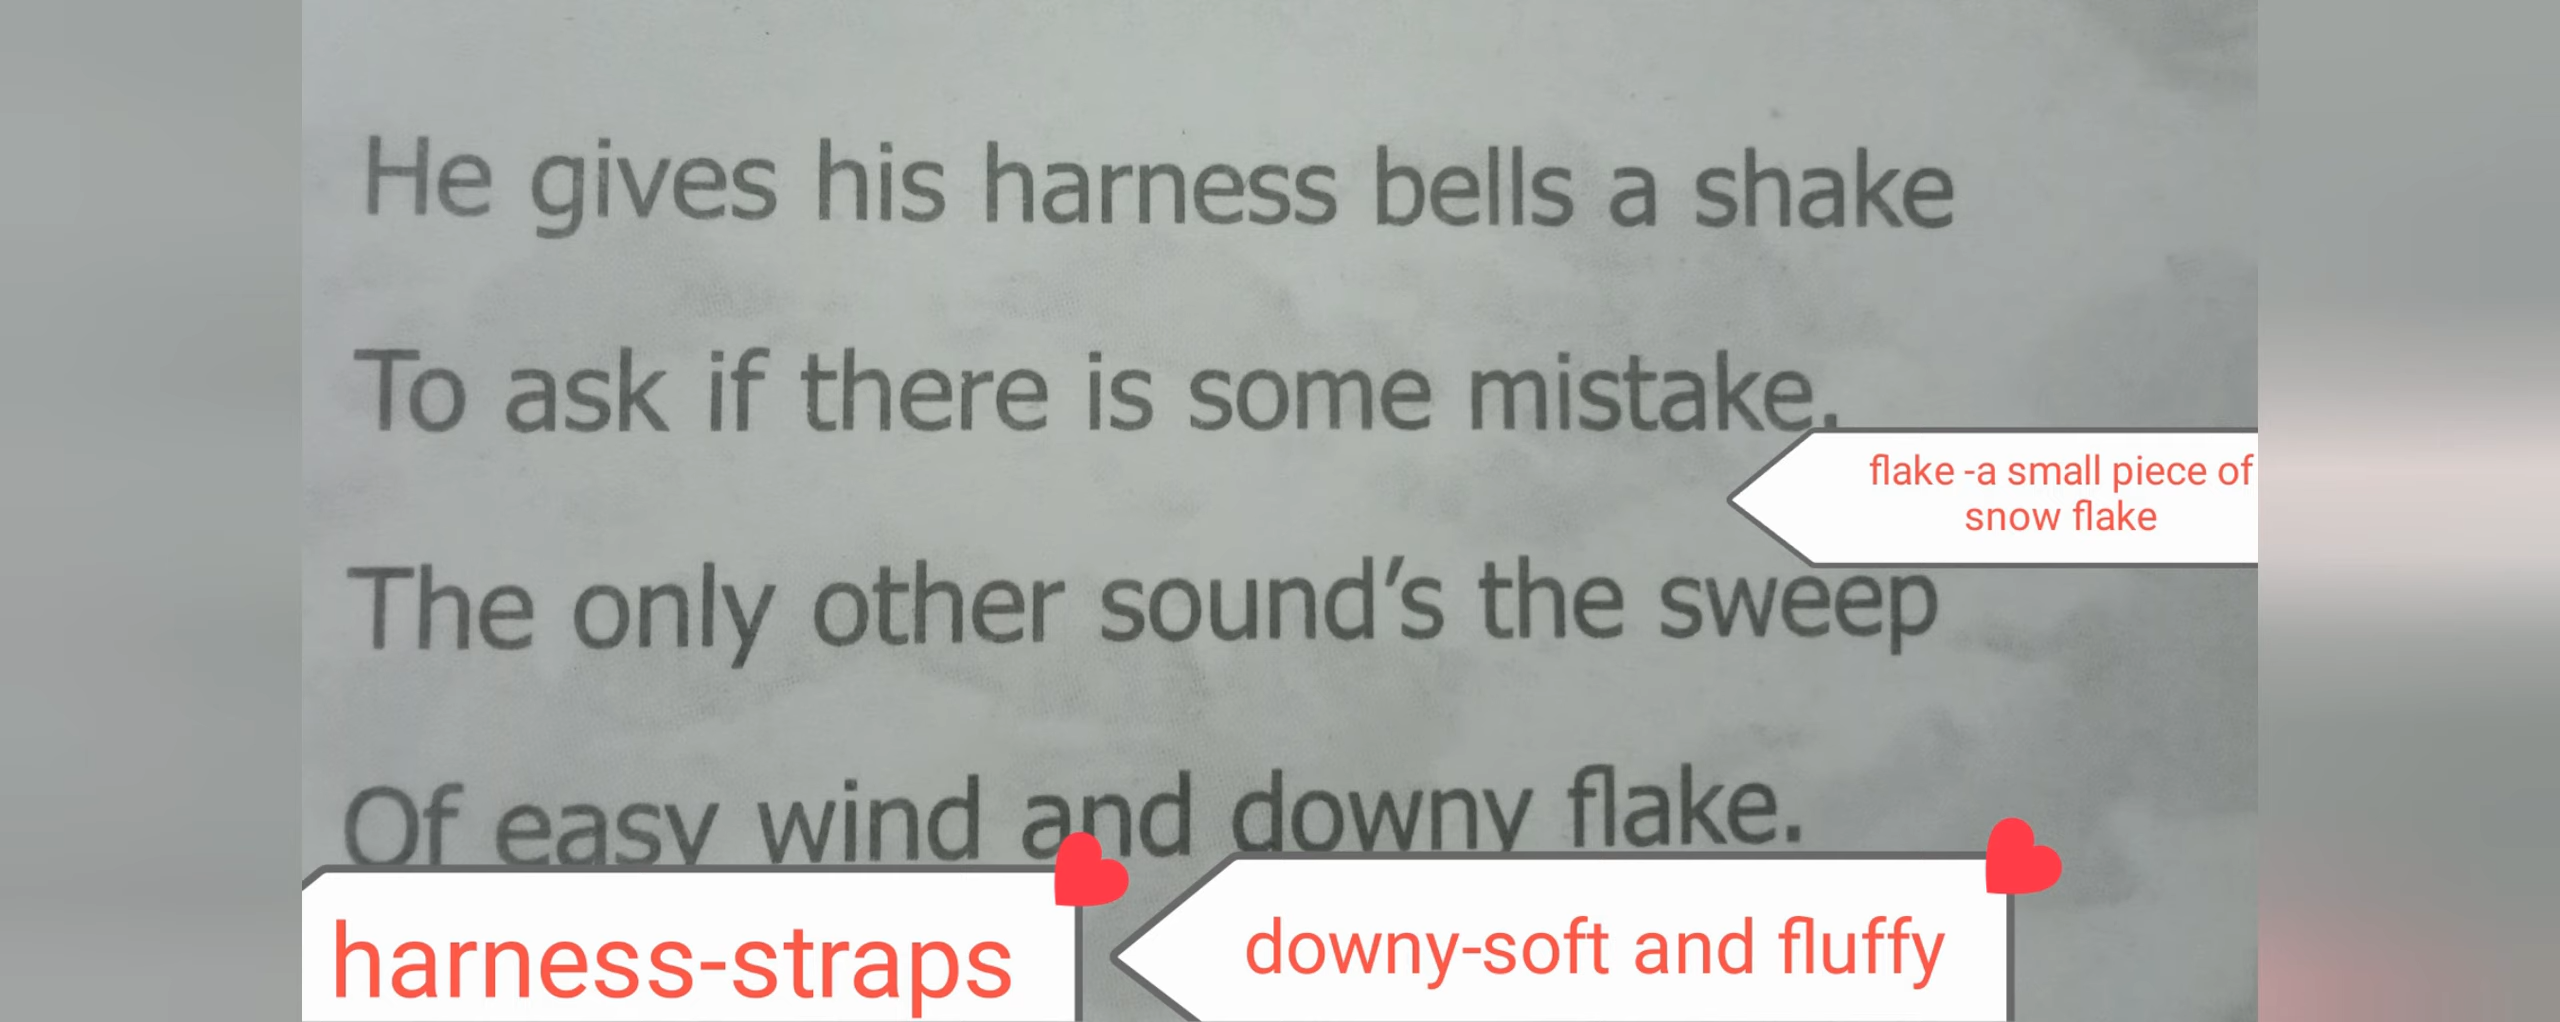 He gives his harness bells a shake
To ask if there is some mistake.
flake -a small piece of
snow flake
The only other sound's the sweep
Of easy wind and downy flake.
harness-straps
downy-soft and fluffy